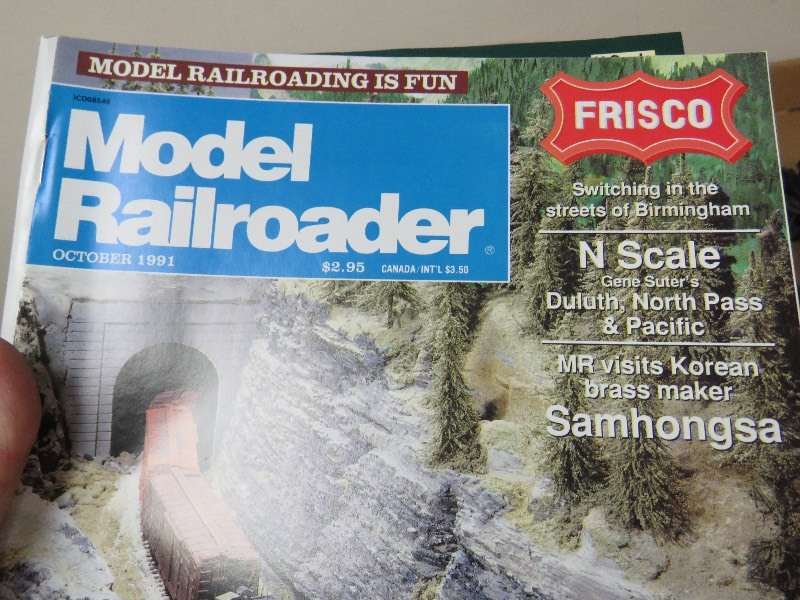 MODEL RAILROADING IS FUN
ICD08545
Model
Railroader®
OCTOBER 1991
$2.95 CANADA/INT'L $3.50
FRISCO
Switching in the
streets of Birmingham
N Scale
Gene Suter's
Duluth, North Pass
& Pacific
MR visits Korean
brass maker
Samhongsa